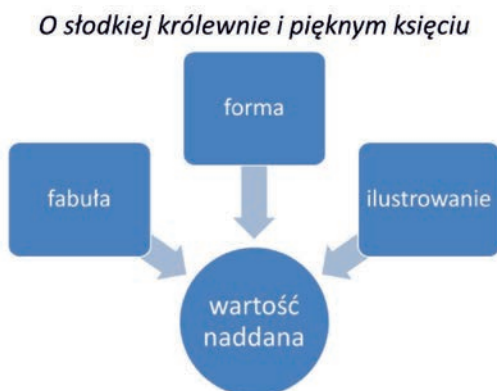 O słodkiej królewnie i pięknym księciu
forma
fabuła
ilustrowanie
wartość
naddana